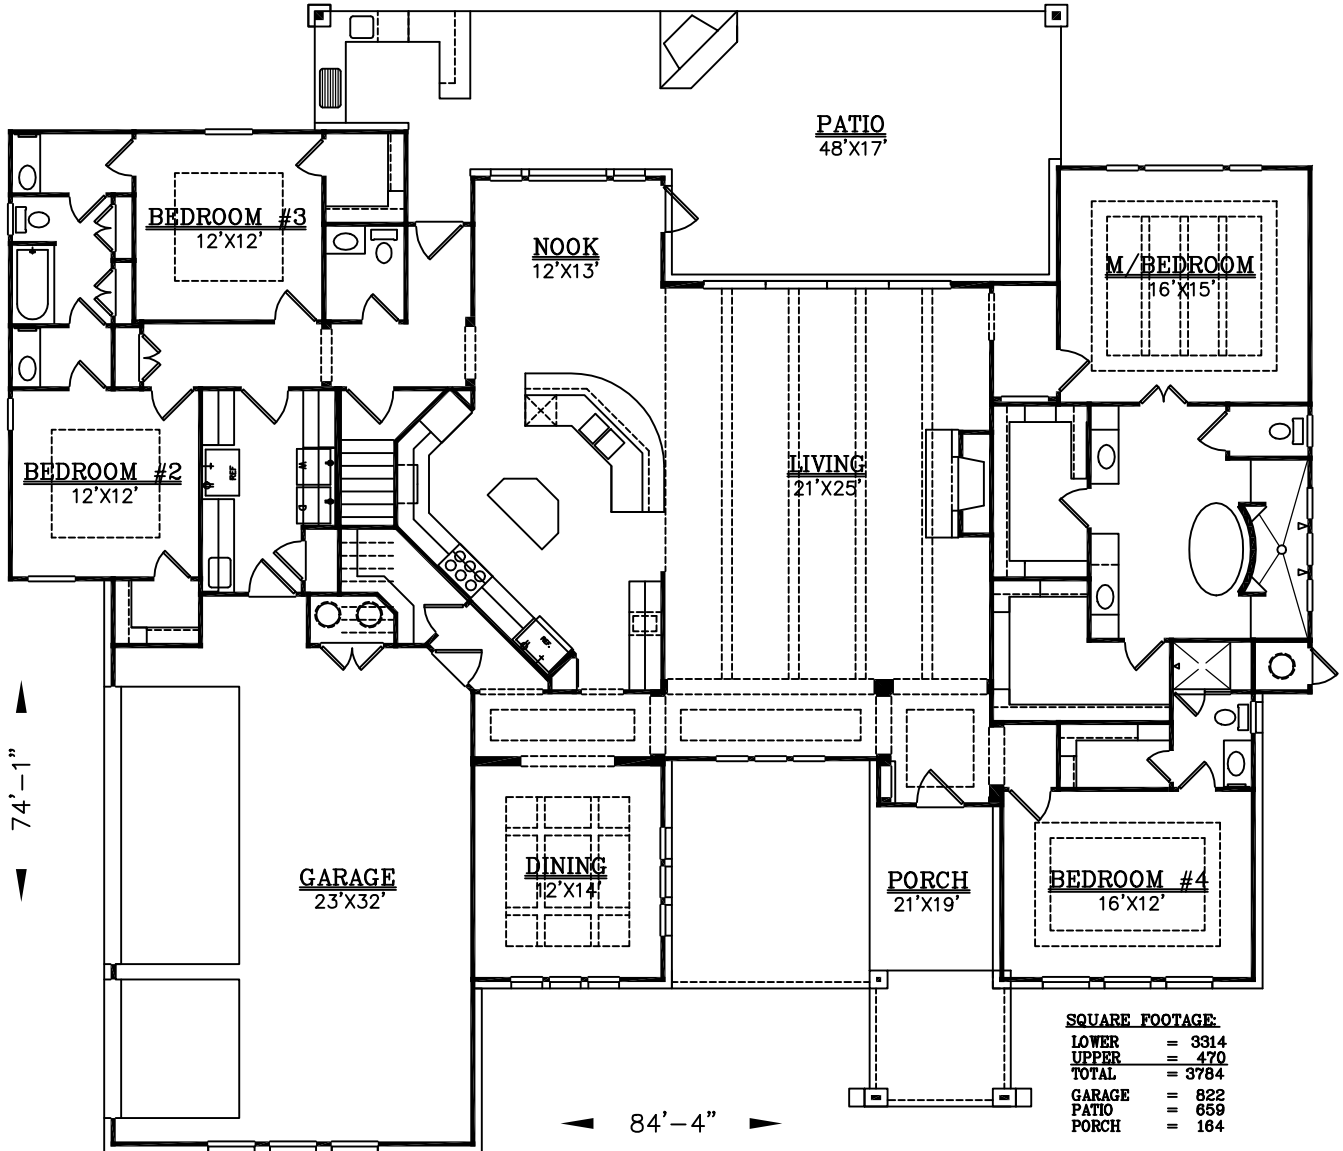 PATIO
48'X17'
BEDROOM #3
12'X12'
NOOK
12'X13'
M/BEDROOM
16'X15'
BEDROOM #2
12'X12'
REF
W
D
LIVING
21'X25'
REF.
74'-1"
GARAGE
23'X32'
DINING
12'X14'
PORCH
21'X19'
BEDROOM #4
16'X12'
84'-4"
SQUARE FOOTAGE:
LOWER = 3314
UPPER = 470
TOTAL = 3784
GARAGE = 822
PATIO = 659
PORCH = 164